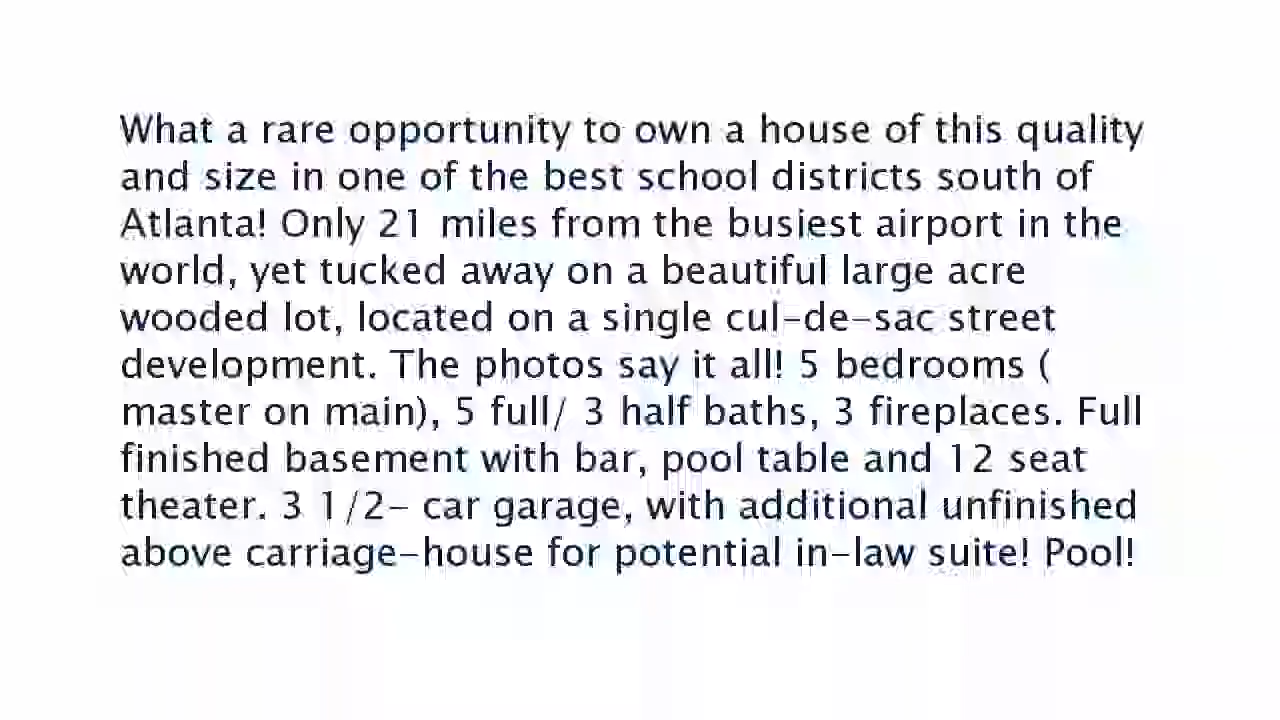 What a rare opportunity to own a house of this quality
and size in one of the best school districts south of
Atlanta! Only 21 miles from the busiest airport in the
world, yet tucked away on a beautiful large acre
wooded lot, located on a single cul-de-sac street
development. The photos say it all! 5 bedrooms (
master on main), 5 full/ 3 half baths, 3 fireplaces. Full
finished basement with bar, pool table and 12 seat
theater. 3 1/2- car garage, with additional unfinished
above carriage-house for potential in-law suite! Pool!